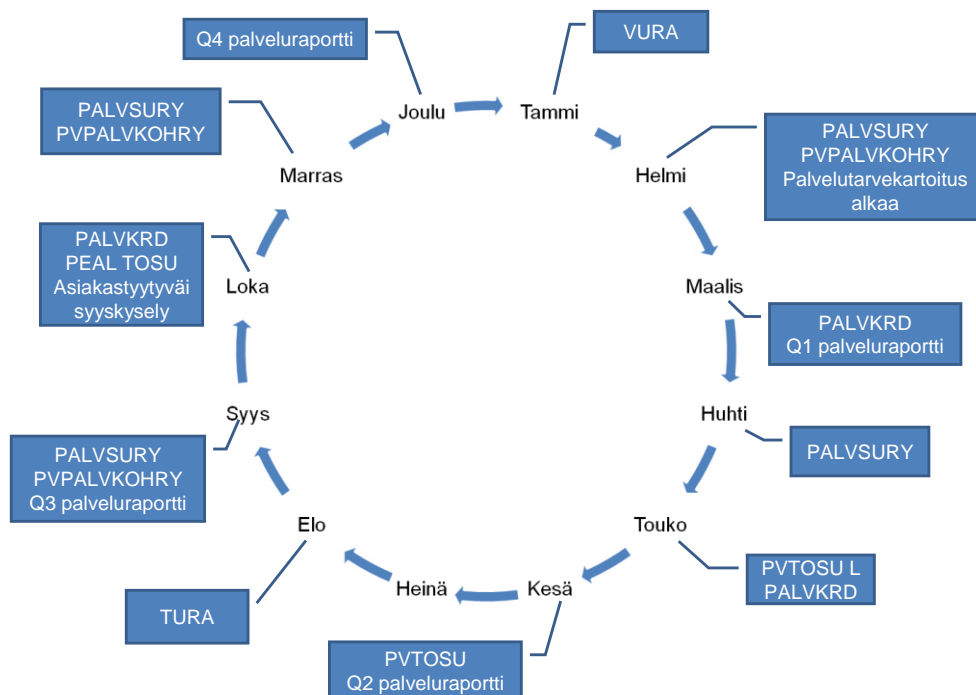 Q4 palveluraportti
VURA
Joulu
Tammi
PALVSURY
PVPALVKOHRY
Marras
Helmi
PALVSURY
PVPALVKOHRY
Palvelutarvekartoitus
alkaa
PALVKRD
PEAL TOSU
Asiakastyytyväi
syyskysely
Loka
Maalis
PALVKRD
Q1 palveluraportti
Syys
Huhti
PALVSURY
PALVSURY
PVPALVKOHRY
Q3 palveluraportti
Elo
Touko
PVTOSU L
PALVKRD
TURA
Heinä
Kesä
PVTOSU
Q2 palveluraportti